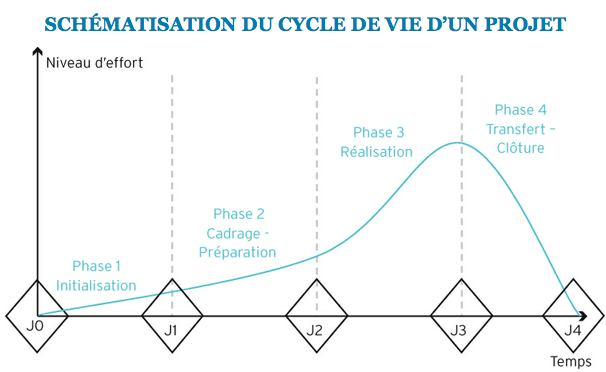 SCHÉMATISATION DU CYCLE DE VIE D'UN PROJET
Niveau d'effort
Phase 4
Transfert –
Clôture
Phase 3
Réalisation
Phase 2
Cadrage -
Préparation
Phase 1
Initialisation
J0
J1
J2
J3
J4
Temps